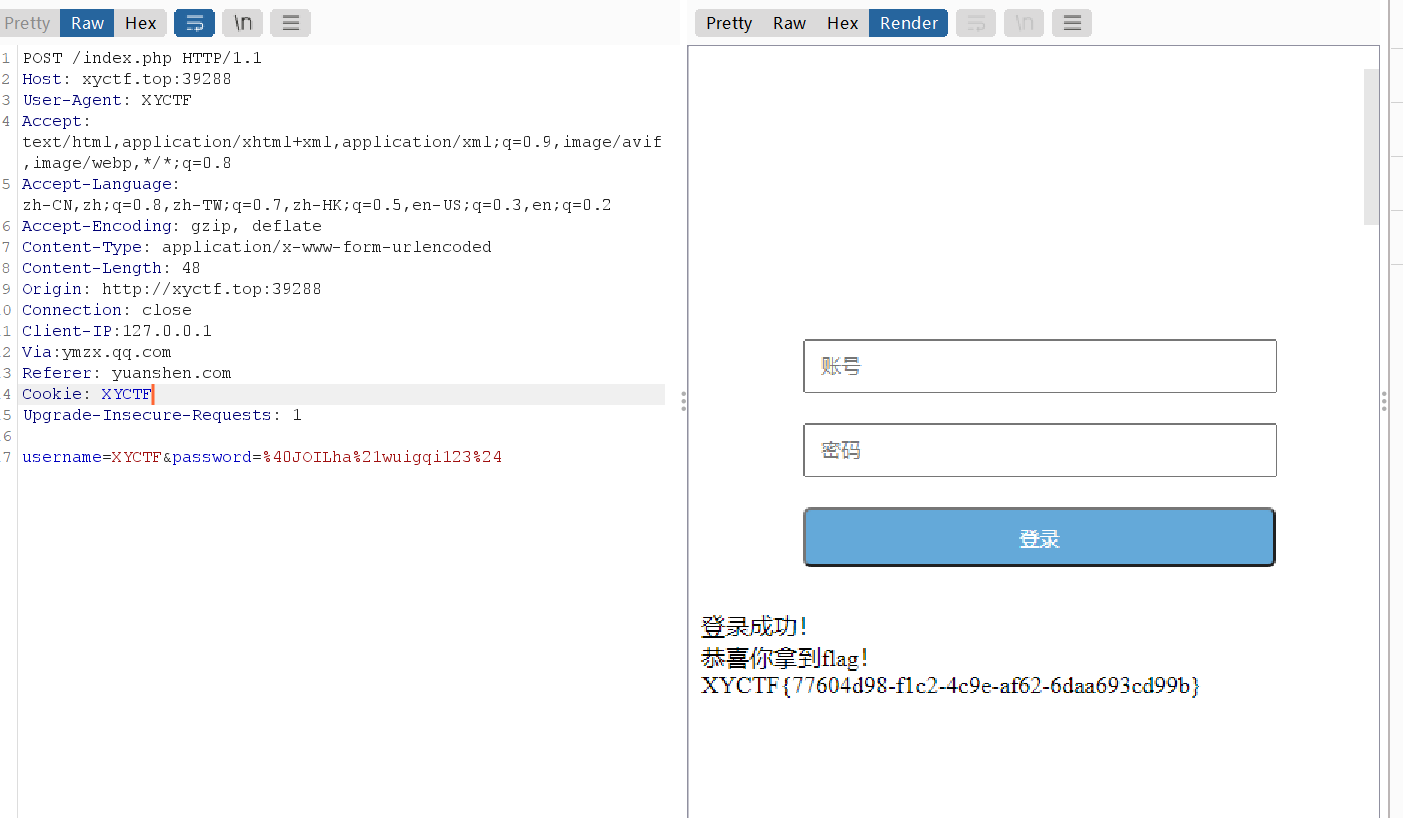 Pretty Raw Hex \n
Pretty Raw Hex Render \n
1 POST /index.php HTTP/1.1
2 Host: xyctf.top:39288
3 User-Agent: XYCTF
4 Accept:
text/html,application/xhtml+xml,application/xml;q=0.9,image/avif
,image/webp,*/*;q=0.8
5 Accept-Language:
zh-CN,zh;q=0.8,zh-TW;q=0.7,zh-HK;q=0.5,en-US;q=0.3,en;q=0.2
6 Accept-Encoding: gzip, deflate
7 Content-Type: application/x-www-form-urlencoded
8 Content-Length: 48
9 Origin: http://xyctf.top:39288
0 Connection: close
1 Client-IP:127.0.0.1
2 Via:ymzx.qq.com
3 Referer: yuanshen.com
4 Cookie: XYCTF
5 Upgrade-Insecure-Requests: 1
6
7 username=XYCTF&password=%40JOILha%21wuigqi123%24
账号
密码
登录
登录成功!
恭喜你拿到flag!
XYCTF{77604d98-f1c2-4c9e-af62-6daa693cd99b}